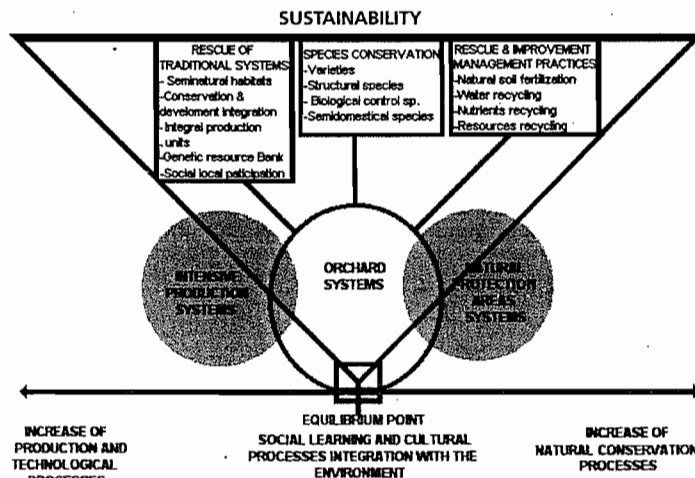 SUSTAINABILITY
RESCUE OF
TRADITIONAL SYSTEMS
- Seminatural habitats
- Conservation &
develoment integration
- Integral production
. units
-Genetic resource Bank
-Social local paticipation
SPECIES CONSERVATION
-Varieties
-Structural species
- Biological control sp.
-Semidomestical species
RESCUE & IMPROVEMENT
MANAGEMENT PRACTICES
-Natural soil fertilization
-Water recycling
-Nutrients recycling
-Resources recycling
INTENSIVE
PRODUCTION
SYSTEMS
ORCHARD
SYSTEMS
NATURAL
PROTECTION
AREAS
SYSTEMS
INCREASE OF
PRODUCTION AND
TECHNOLOGICAL
PROCESSES
EQUILIBRIUM POINT
SOCIAL LEARNING AND CULTURAL
PROCESSES INTEGRATION WITH THE
ENVIRONMENT
INCREASE OF
NATURAL CONSERVATION
PROCESSES